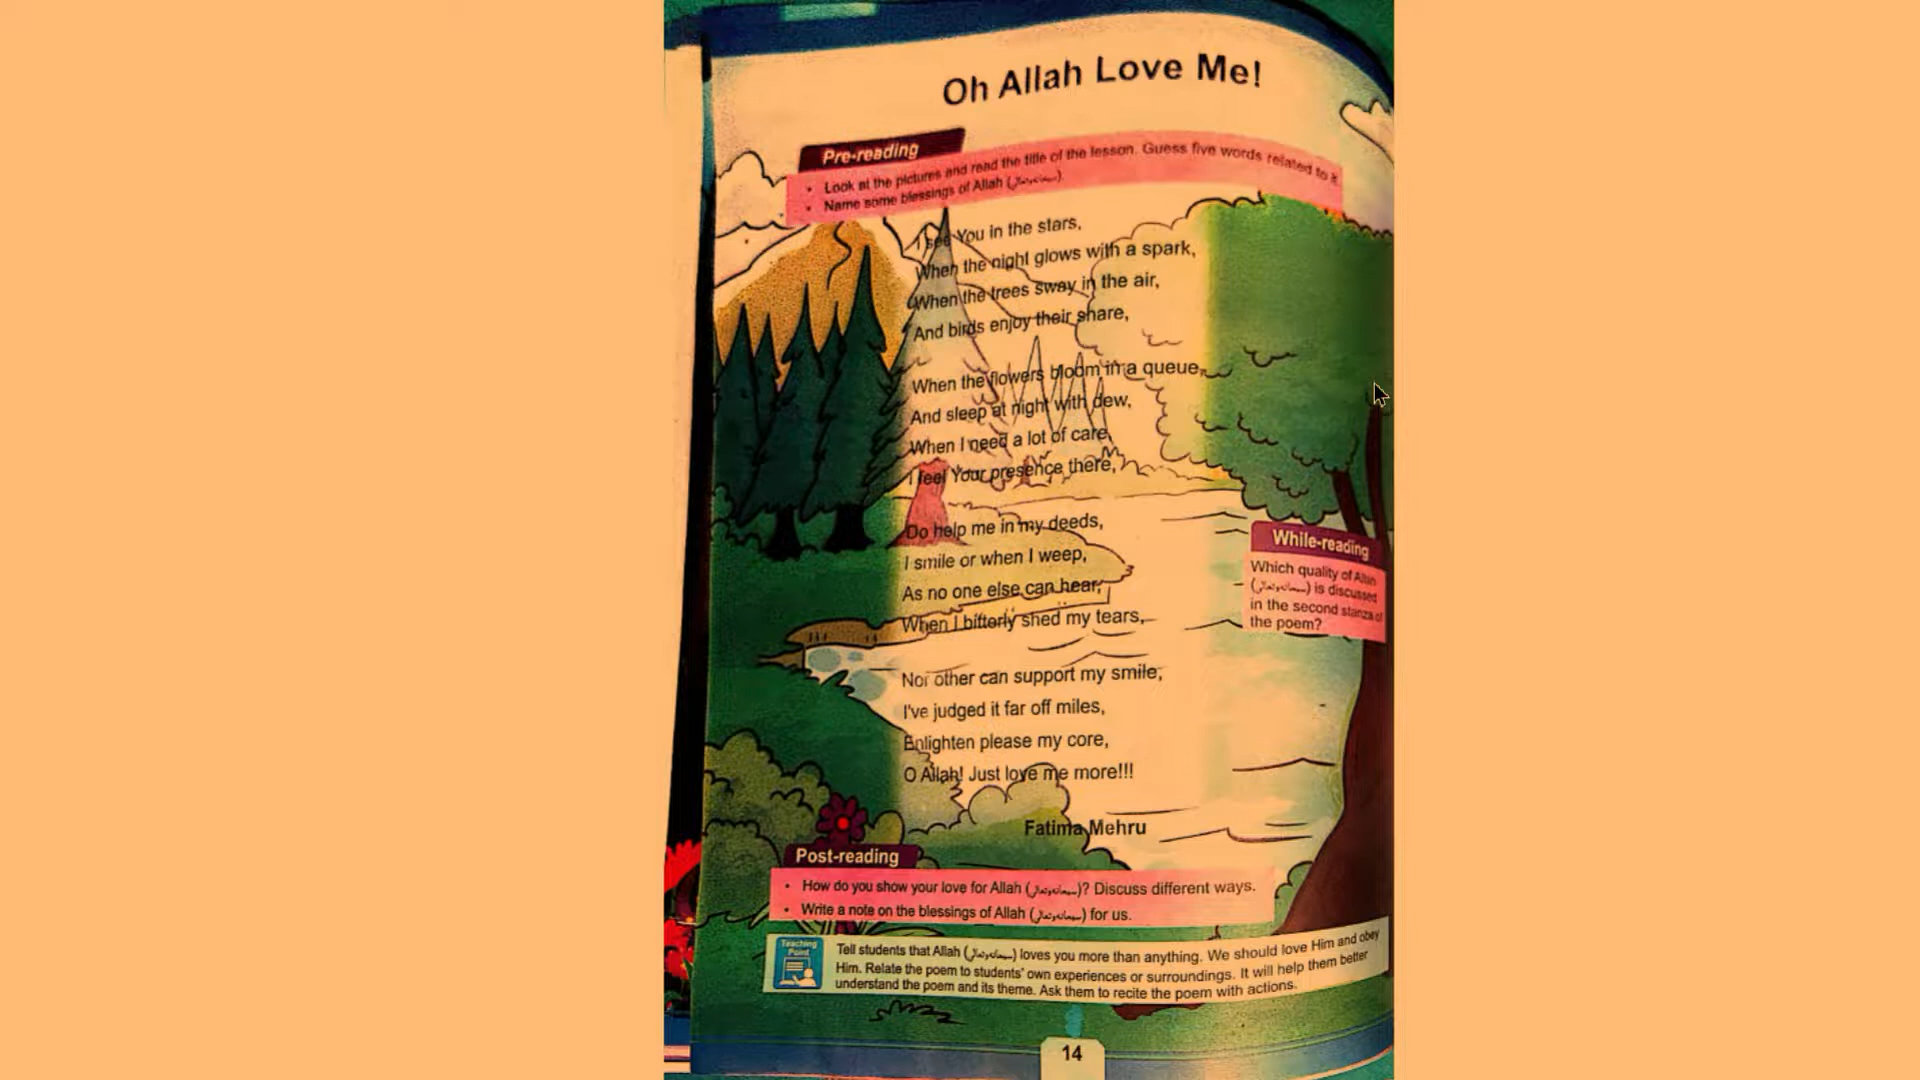 Oh Allah Love Me!
Pre-reading
• Look at the pictures and read the title of the lesson. Guess five words related to it.
• Name some blessings of Allah (سبحانه وتعالى).
I see You in the stars,
When the night glows with a spark,
When the trees sway in the air,
And birds enjoy their share,
When the flowers bloom in a queue,
And sleep at night with dew,
When I need a lot of care,
I feel Your presence there,
Do help me in my deeds,
I smile or when I weep,
As no one else can hear,
When I bitterly shed my tears,
While-reading
Which quality of Allah
(سبحانه وتعالى) is discussed
in the second stanza of
the poem?
Nor other can support my smile,
I've judged it far off miles,
Enlighten please my core,
O Allah! Just love me more!!!
Fatima Mehru
Post-reading
• How do you show your love for Allah (سبحانه وتعالى)? Discuss different ways.
• Write a note on the blessings of Allah (سبحانه وتعالى) for us.
Teaching
Point
Tell students that Allah (سبحانه وتعالى) loves you more than anything. We should love Him and obey
Him. Relate the poem to students' own experiences or surroundings. It will help them better
understand the poem and its theme. Ask them to recite the poem with actions.
14